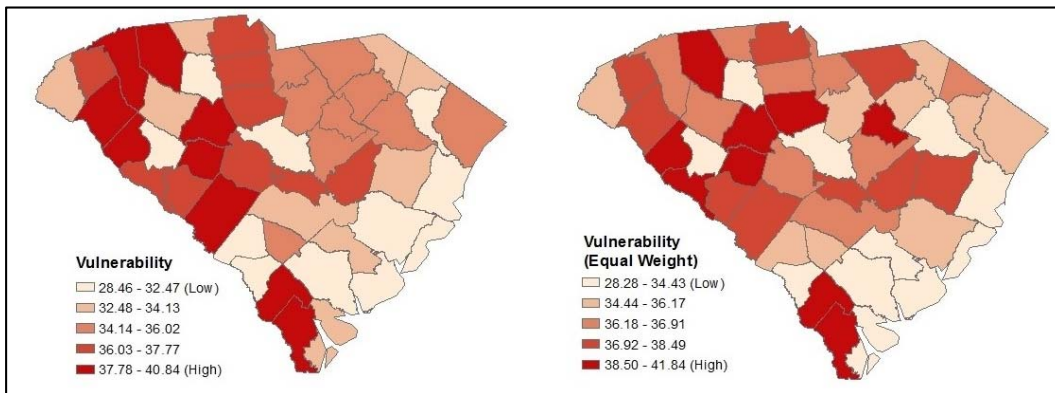 Vulnerability
28.46 - 32.47 (Low)
32.48 - 34.13
34.14 - 36.02
36.03 - 37.77
37.78 - 40.84 (High)
Vulnerability
(Equal Weight)
28.28 - 34.43 (Low)
34.44 - 36.17
36.18 - 36.91
36.92 - 38.49
38.50 - 41.84 (High)